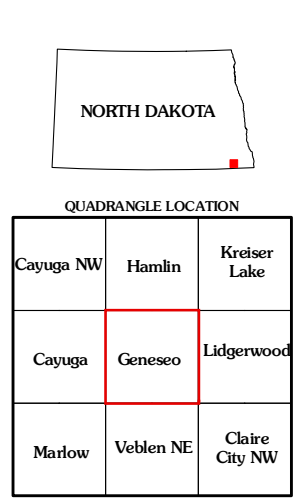 NORTH DAKOTA
QUADRANGLE LOCATION
Cayuga NW
Hamlin
Kreiser
Lake
Cayuga
Geneseo
Lidgerwood
Marlow
Veblen NE
Claire
City NW